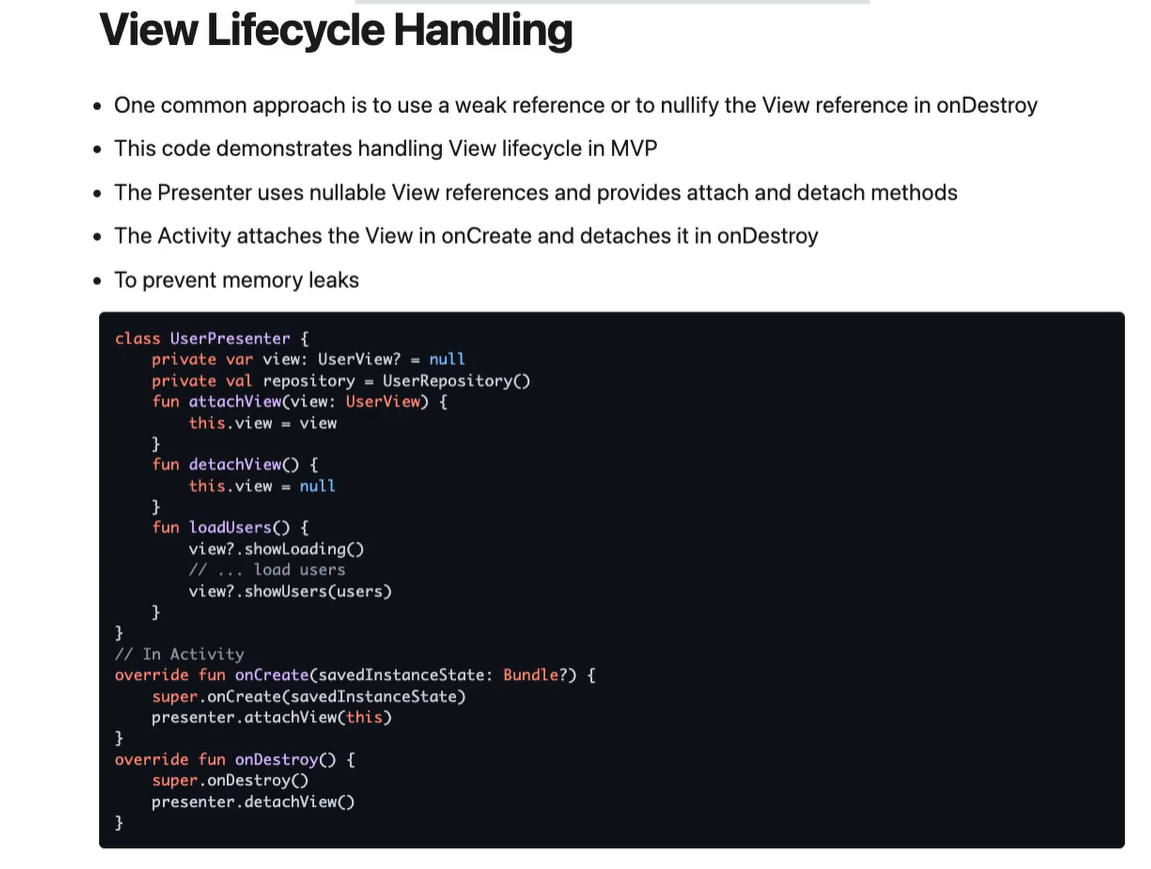 View Lifecycle Handling
• One common approach is to use a weak reference or to nullify the View reference in onDestroy
• This code demonstrates handling View lifecycle in MVP
• The Presenter uses nullable View references and provides attach and detach methods
• The Activity attaches the View in onCreate and detaches it in onDestroy
• To prevent memory leaks
class UserPresenter {
    private var view: UserView? = null
    private val repository = UserRepository()
    fun attachView(view: UserView) {
        this.view = view
    }
    fun detachView() {
        this.view = null
    }
    fun loadUsers() {
        view?.showLoading()
        // ... load users
        view?.showUsers(users)
    }
}
// In Activity
override fun onCreate(savedInstanceState: Bundle?) {
    super.onCreate(savedInstanceState)
    presenter.attachView(this)
}
override fun onDestroy() {
    super.onDestroy()
    presenter.detachView()
}